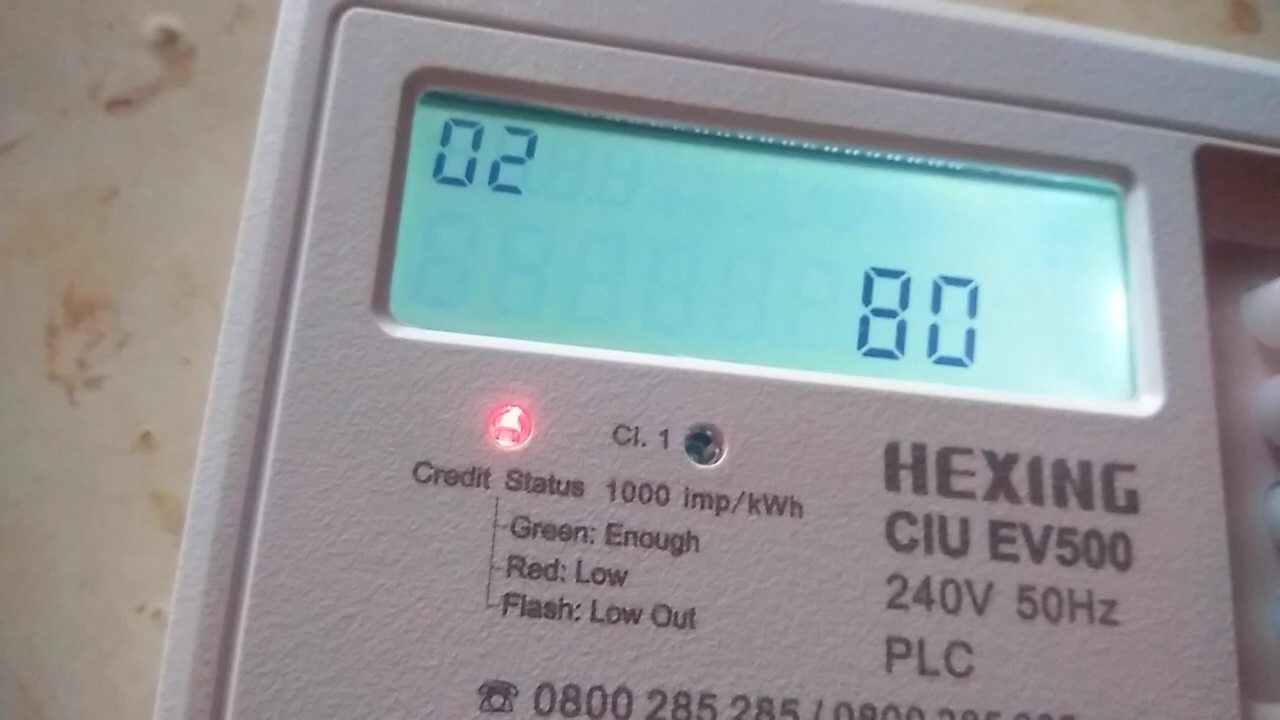 02
80
Cl. 1
Credit Status 1000 imp/kWh
Green: Enough
Red: Low
Flash: Low Out
HEXING
CIU EV500
240V 50Hz
PLC
☏ 0800 285 285 / 0800